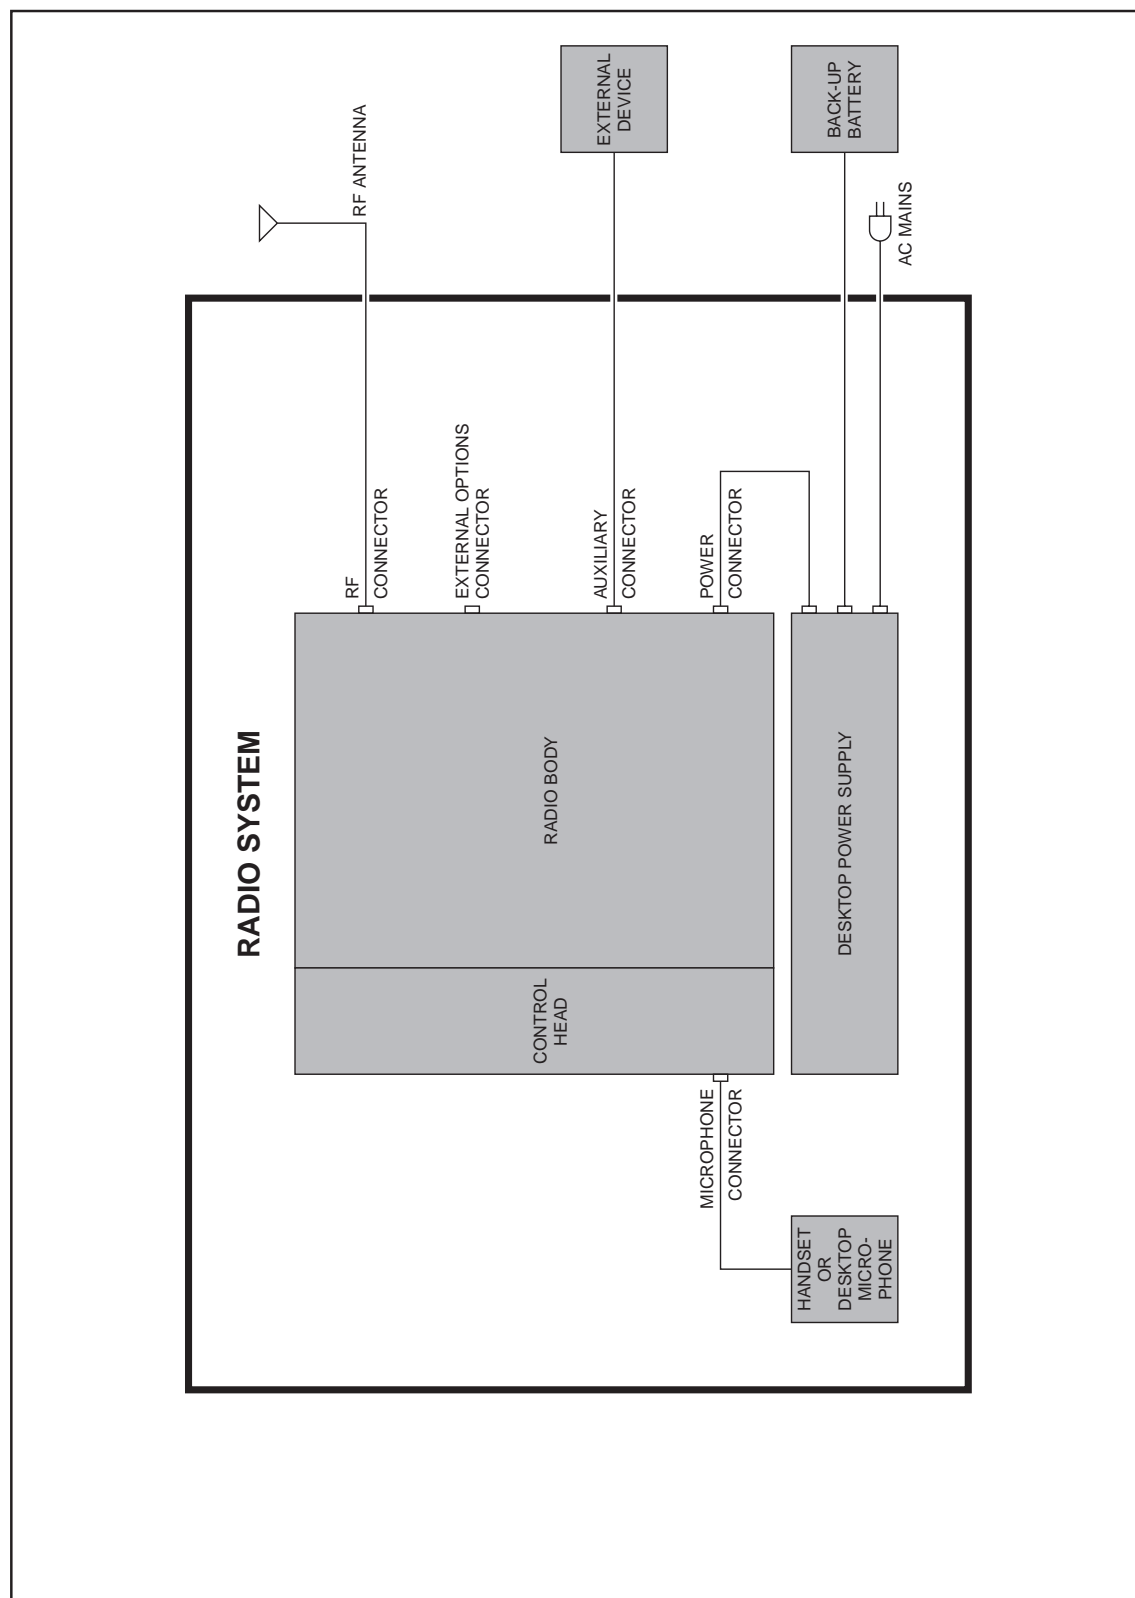 RADIO SYSTEM
RF ANTENNA
RF
CONNECTOR
EXTERNAL OPTIONS
CONNECTOR
EXTERNAL
DEVICE
AUXILIARY
CONNECTOR
POWER
CONNECTOR
BACK-UP
BATTERY
AC MAINS
CONTROL
HEAD
RADIO BODY
DESKTOP POWER SUPPLY
MICROPHONE
CONNECTOR
HANDSET
OR
DESKTOP
MICRO-
PHONE